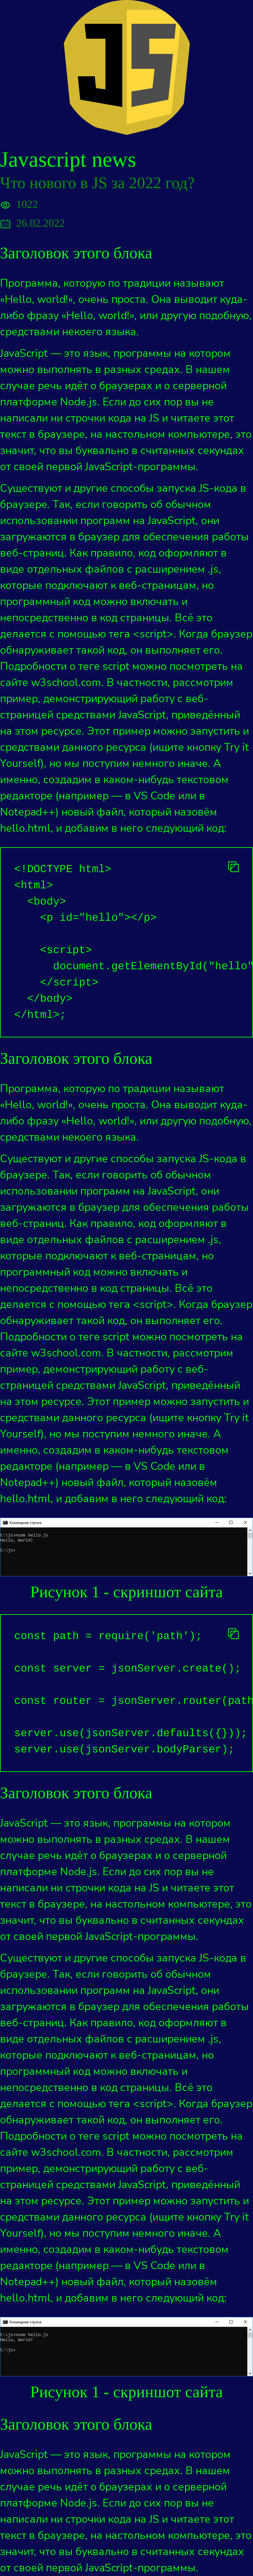 JS
Javascript news
Что нового в JS за 2022 год?
1022
26.02.2022
Заголовок этого блока
Программа, которую по традиции называют
«Hello, world!», очень проста. Она выводит куда-
либо фразу «Hello, world!», или другую подобную,
средствами некоего языка.
JavaScript — это язык, программы на котором
можно выполнять в разных средах. В нашем
случае речь идёт о браузерах и о серверной
платформе Node.js. Если до сих пор вы не
написали ни строчки кода на JS и читаете этот
текст в браузере, на настольном компьютере, это
значит, что вы буквально в считанных секундах
от своей первой JavaScript-программы.
Существуют и другие способы запуска JS-кода в
браузере. Так, если говорить об обычном
использовании программ на JavaScript, они
загружаются в браузер для обеспечения работы
веб-страниц. Как правило, код оформляют в
виде отдельных файлов с расширением .js,
которые подключают к веб-страницам, но
программный код можно включать и
непосредственно в код страницы. Всё это
делается с помощью тега <script>. Когда браузер
обнаруживает такой код, он выполняет его.
Подробности о теге script можно посмотреть на
сайте w3school.com. В частности, рассмотрим
пример, демонстрирующий работу с веб-
страницей средствами JavaScript, приведённый
на этом ресурсе. Этот пример можно запустить и
средствами данного ресурса (ищите кнопку Try it
Yourself), но мы поступим немного иначе. А
именно, создадим в каком-нибудь текстовом
редакторе (например — в VS Code или в
Notepad++) новый файл, который назовём
hello.html, и добавим в него следующий код:
<!DOCTYPE html>
<html>
<body>
<p id="hello"></p>
<script>
document.getElementById("hello"
</script>
</body>
</html>;
Заголовок этого блока
Программа, которую по традиции называют
«Hello, world!», очень проста. Она выводит куда-
либо фразу «Hello, world!», или другую подобную,
средствами некоего языка.
Существуют и другие способы запуска JS-кода в
браузере. Так, если говорить об обычном
использовании программ на JavaScript, они
загружаются в браузер для обеспечения работы
веб-страниц. Как правило, код оформляют в
виде отдельных файлов с расширением .js,
которые подключают к веб-страницам, но
программный код можно включать и
непосредственно в код страницы. Всё это
делается с помощью тега <script>. Когда браузер
обнаруживает такой код, он выполняет его.
Подробности о теге script можно посмотреть на
сайте w3school.com. В частности, рассмотрим
пример, демонстрирующий работу с веб-
страницей средствами JavaScript, приведённый
на этом ресурсе. Этот пример можно запустить и
средствами данного ресурса (ищите кнопку Try it
Yourself), но мы поступим немного иначе. А
именно, создадим в каком-нибудь текстовом
редакторе (например — в VS Code или в
Notepad++) новый файл, который назовём
hello.html, и добавим в него следующий код:
Командная строка
C:\js>node hello.js
Hello, World!
C:\js>
Рисунок 1 - скриншот сайта
const path = require('path');
const server = jsonServer.create();
const router = jsonServer.router(path
server.use(jsonServer.defaults({}));
server.use(jsonServer.bodyParser);
Заголовок этого блока
JavaScript — это язык, программы на котором
можно выполнять в разных средах. В нашем
случае речь идёт о браузерах и о серверной
платформе Node.js. Если до сих пор вы не
написали ни строчки кода на JS и читаете этот
текст в браузере, на настольном компьютере, это
значит, что вы буквально в считанных секундах
от своей первой JavaScript-программы.
Существуют и другие способы запуска JS-кода в
браузере. Так, если говорить об обычном
использовании программ на JavaScript, они
загружаются в браузер для обеспечения работы
веб-страниц. Как правило, код оформляют в
виде отдельных файлов с расширением .js,
которые подключают к веб-страницам, но
программный код можно включать и
непосредственно в код страницы. Всё это
делается с помощью тега <script>. Когда браузер
обнаруживает такой код, он выполняет его.
Подробности о теге script можно посмотреть на
сайте w3school.com. В частности, рассмотрим
пример, демонстрирующий работу с веб-
страницей средствами JavaScript, приведённый
на этом ресурсе. Этот пример можно запустить и
средствами данного ресурса (ищите кнопку Try it
Yourself), но мы поступим немного иначе. А
именно, создадим в каком-нибудь текстовом
редакторе (например — в VS Code или в
Notepad++) новый файл, который назовём
hello.html, и добавим в него следующий код:
Командная строка
C:\js>node hello.js
Hello, World!
C:\js>
Рисунок 1 - скриншот сайта
Заголовок этого блока
JavaScript — это язык, программы на котором
можно выполнять в разных средах. В нашем
случае речь идёт о браузерах и о серверной
платформе Node.js. Если до сих пор вы не
написали ни строчки кода на JS и читаете этот
текст в браузере, на настольном компьютере, это
значит, что вы буквально в считанных секундах
от своей первой JavaScript-программы.